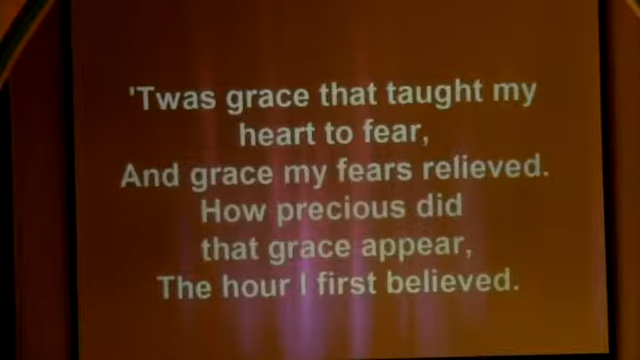 'Twas grace that taught my
heart to fear,
And grace my fears relieved.
How precious did
that grace appear,
The hour I first believed.